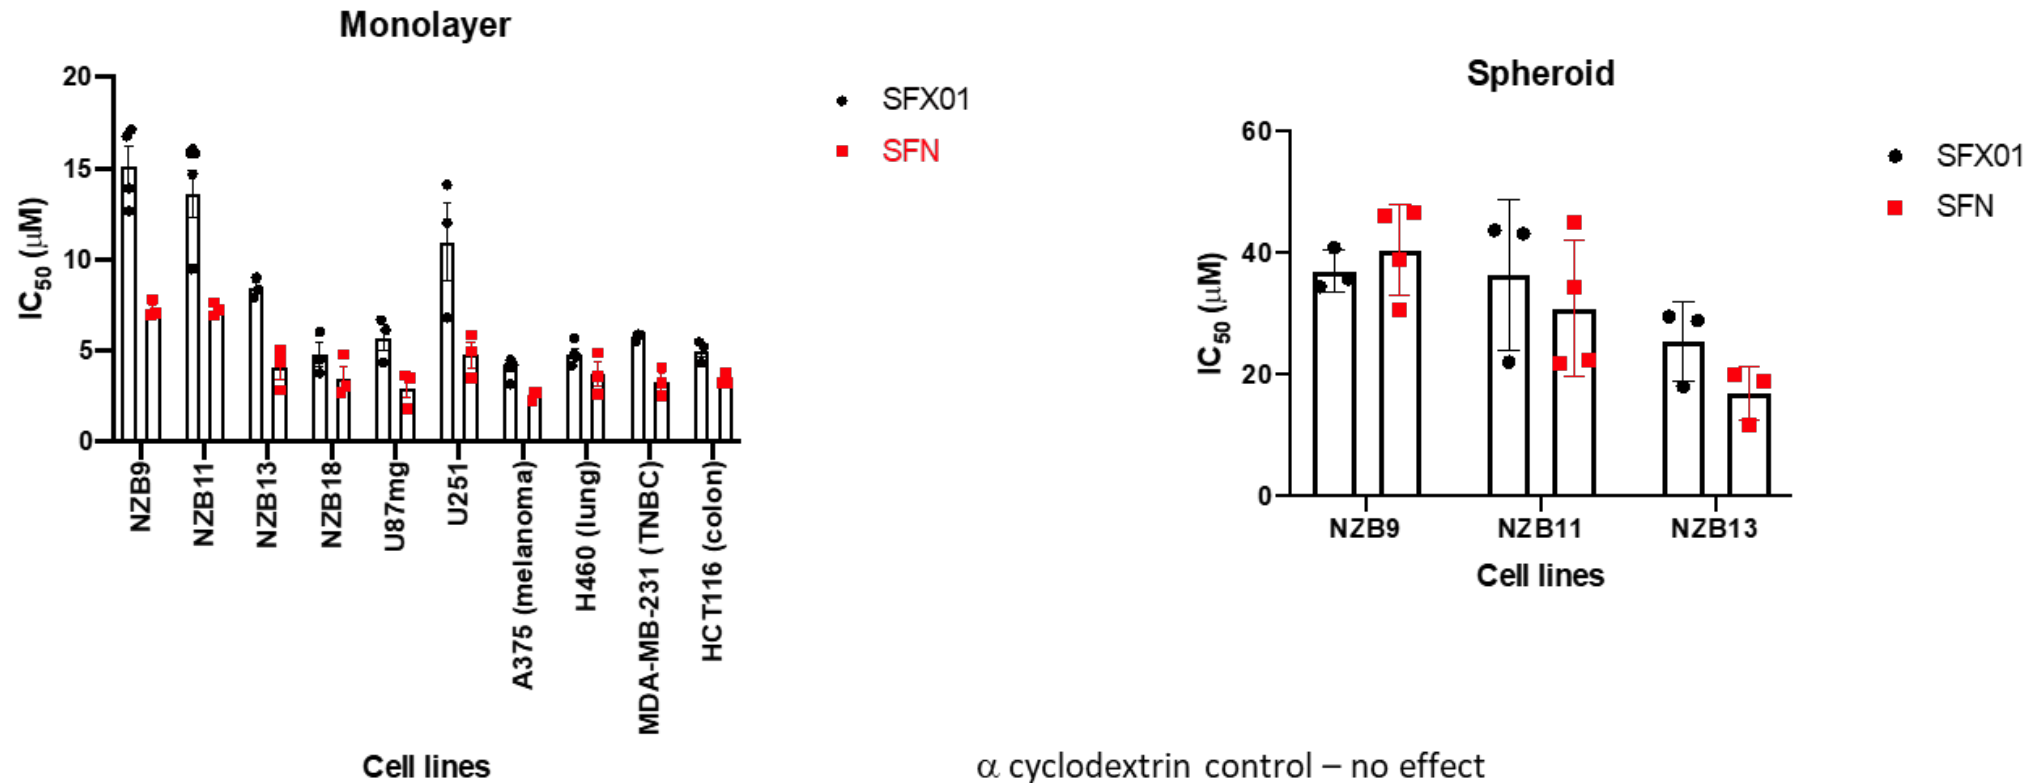 Monolayer
20
15
10
5
0
IC50 (μM)
SFX01
SFN
NZB9
NZB11
NZB13
NZB18
U87mg
U251
A375 (melanoma)
H460 (lung)
MDA-MB-231 (TNBC)
HCT116 (colon)
Cell lines
Spheroid
60
40
20
0
IC50 (μM)
SFX01
SFN
NZB9
NZB11
NZB13
Cell lines
α cyclodextrin control – no effect